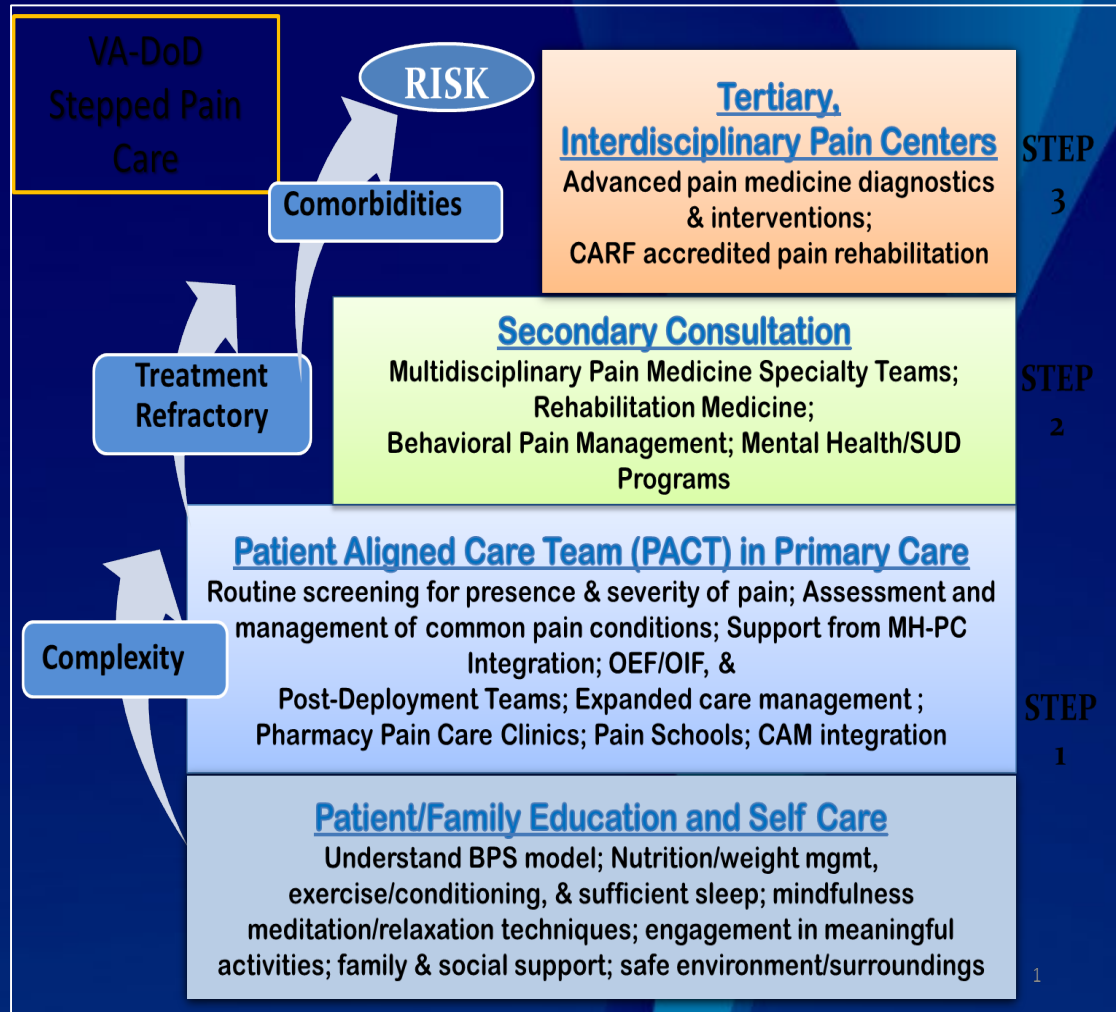 VA-DoD
Stepped Pain
Care
RISK
Tertiary,
Interdisciplinary Pain Centers
Advanced pain medicine diagnostics
& interventions;
CARF accredited pain rehabilitation
STEP
3
Comorbidities
Secondary Consultation
Multidisciplinary Pain Medicine Specialty Teams;
Rehabilitation Medicine;
Behavioral Pain Management; Mental Health/SUD
Programs
STEP
2
Treatment
Refractory
Patient Aligned Care Team (PACT) in Primary Care
Routine screening for presence & severity of pain; Assessment and
management of common pain conditions; Support from MH-PC
Integration; OEF/OIF, &
Post-Deployment Teams; Expanded care management ;
Pharmacy Pain Care Clinics; Pain Schools; CAM integration
STEP
1
Complexity
Patient/Family Education and Self Care
Understand BPS model; Nutrition/weight mgmt,
exercise/conditioning, & sufficient sleep; mindfulness
meditation/relaxation techniques; engagement in meaningful
activities; family & social support; safe environment/surroundings
1